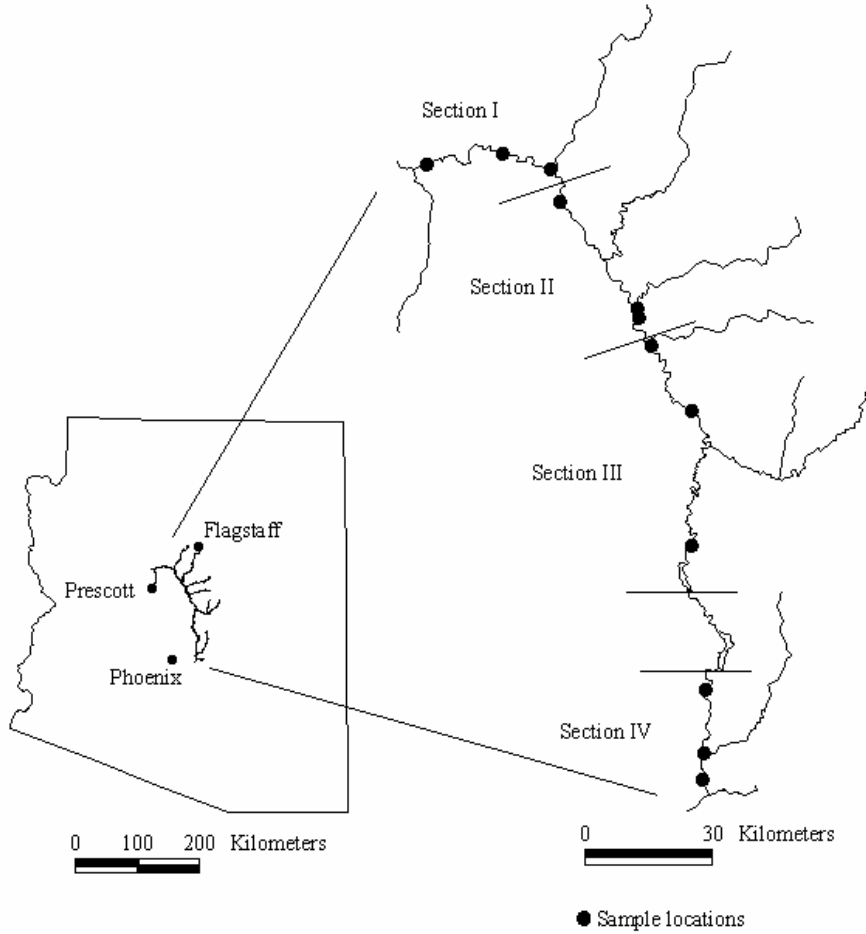 Section I
Section II
Section III
Flagstaff
Prescott
Phoenix
Section IV
0 100 200 Kilometers
0 30 Kilometers
Sample locations